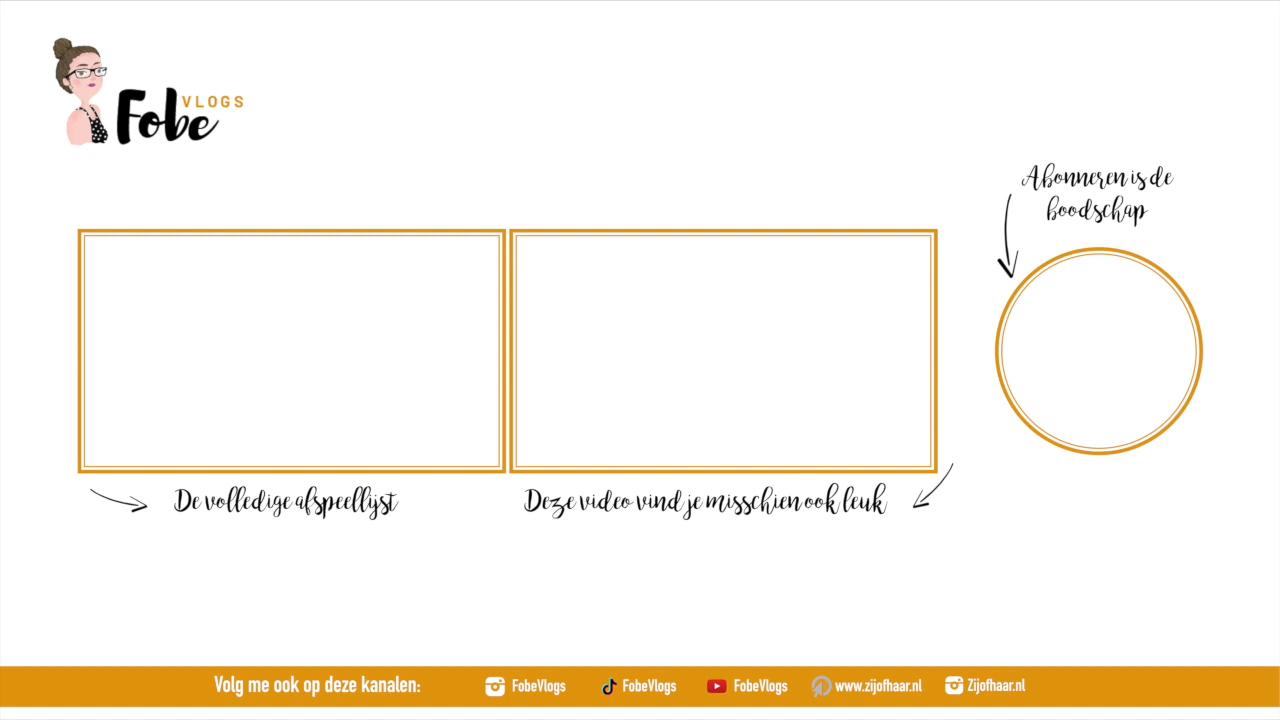 VLOGS
Fobe
Abonneren is de
boodschap
De volledige afspeellijst
Deze video vind je misschien ook leuk
Volg me ook op deze kanalen: FobeVlogs FobeVlogs FobeVlogs www.zijofhaar.nl Zijofhaar.nl